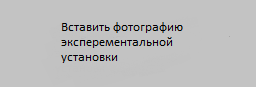 Вставить фотографию
эксперементальной
установки